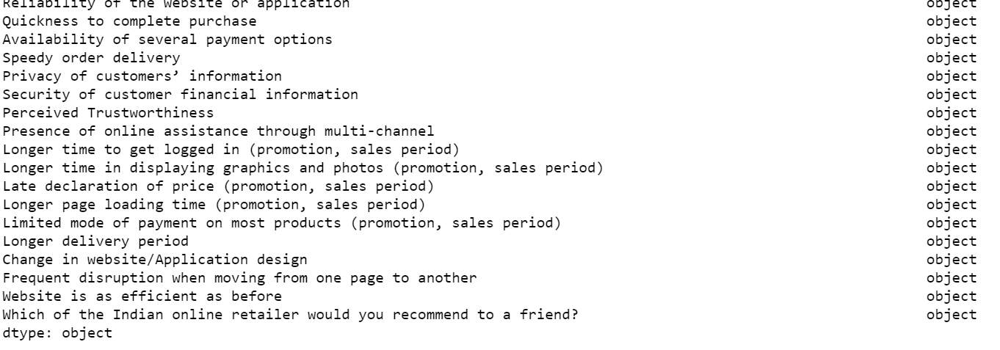 Reliability of the website or application object
Quickness to complete purchase object
Availability of several payment options object
Speedy order delivery object
Privacy of customers’ information object
Security of customer financial information object
Perceived Trustworthiness object
Presence of online assistance through multi-channel object
Longer time to get logged in (promotion, sales period) object
Longer time in displaying graphics and photos (promotion, sales period) object
Late declaration of price (promotion, sales period) object
Longer page loading time (promotion, sales period) object
Limited mode of payment on most products (promotion, sales period) object
Longer delivery period object
Change in website/Application design object
Frequent disruption when moving from one page to another object
Website is as efficient as before object
Which of the Indian online retailer would you recommend to a friend? object
dtype: object